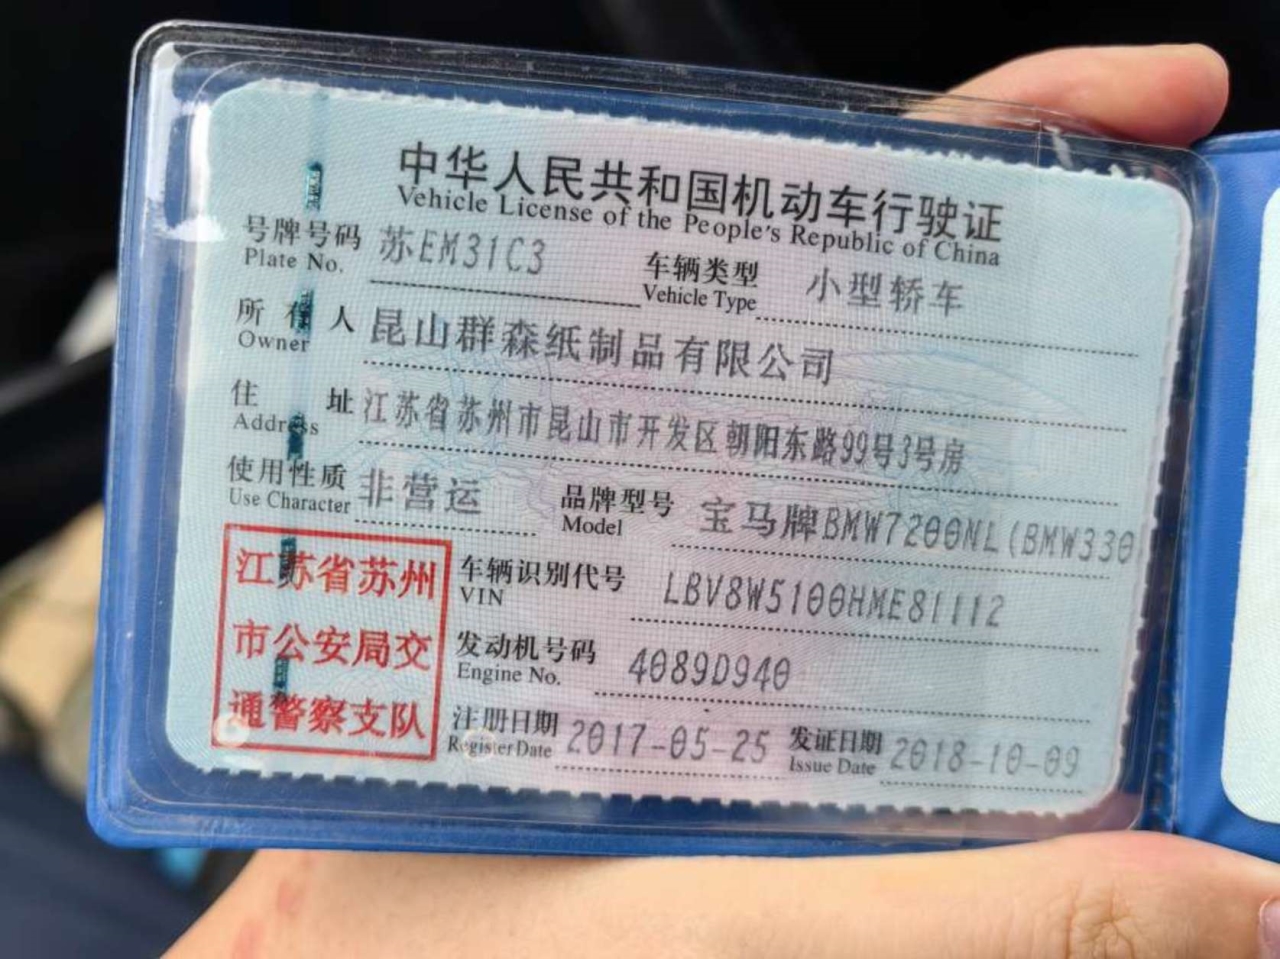 中华人民共和国机动车行驶证
Vehicle License of the People's Republic of China
号牌号码 苏EM31C3 车辆类型 小型轿车
Plate No. Vehicle Type
所有人 昆山群森纸制品有限公司
Owner
住址 江苏省苏州市昆山市开发区朝阳东路99号3号房
Address
使用性质 非营运 品牌型号 宝马牌BMW7200NL(BMW330
Use Character Model
江苏省苏州
市公安局交
通警察支队
车辆识别代号 LBV8W5100HME81112
VIN
发动机号码 4089D940
Engine No.
注册日期 2017-05-25 发证日期 2018-10-09
Register Date Issue Date